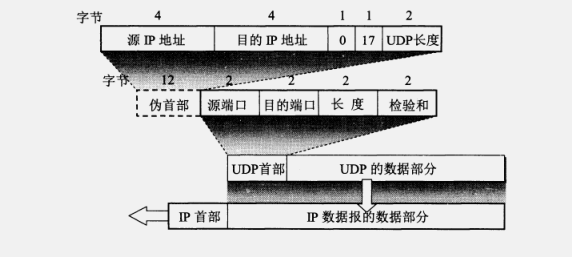 字节 4 4 1 1 2
源 IP 地址 目的 IP 地址 0 17 UDP长度
字节 12 2 2 2 2
伪首部 源端口 目的端口 长 度 检验和
UDP首部 UDP 的数据部分
IP 首部 IP 数据报的数据部分